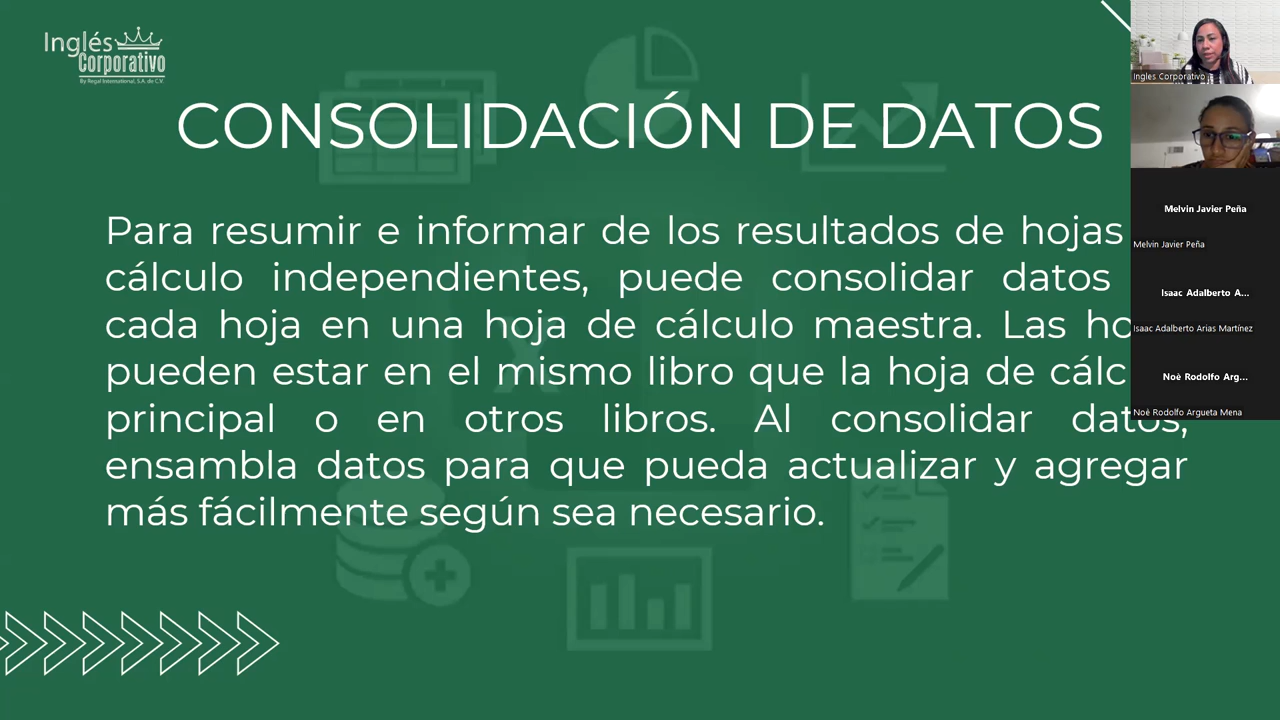 Inglés
Corporativo
By Regal International, S.A. de C.V.
CONSOLIDACIÓN DE DATOS
Para resumir e informar de los resultados de hojas
cálculo independientes, puede consolidar datos
cada hoja en una hoja de cálculo maestra. Las ho
pueden estar en el mismo libro que la hoja de cálc
principal o en otros libros. Al consolidar datos,
ensambla datos para que pueda actualizar y agregar
más fácilmente según sea necesario.
Ingles Corporativo
Melvin Javier Peña
Melvin Javier Peña
Isaac Adalberto A...
Isaac Adalberto Arias Martínez
Noè Rodolfo Arg...
Noè Rodolfo Argueta Mena